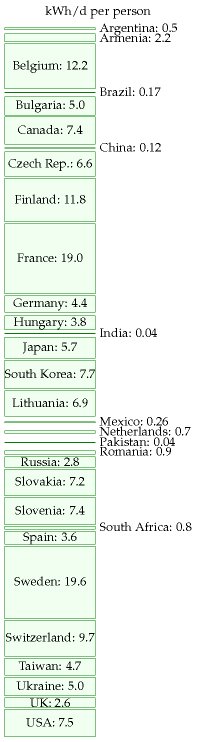 kWh/d per person
Argentina: 0.5
Armenia: 2.2
Belgium: 12.2
Brazil: 0.17
Bulgaria: 5.0
Canada: 7.4
China: 0.12
Czech Rep.: 6.6
Finland: 11.8
France: 19.0
Germany: 4.4
Hungary: 3.8
India: 0.04
Japan: 5.7
South Korea: 7.7
Lithuania: 6.9
Mexico: 0.26
Netherlands: 0.7
Pakistan: 0.04
Romania: 0.9
Russia: 2.8
Slovakia: 7.2
Slovenia: 7.4
South Africa: 0.8
Spain: 3.6
Sweden: 19.6
Switzerland: 9.7
Taiwan: 4.7
Ukraine: 5.0
UK: 2.6
USA: 7.5